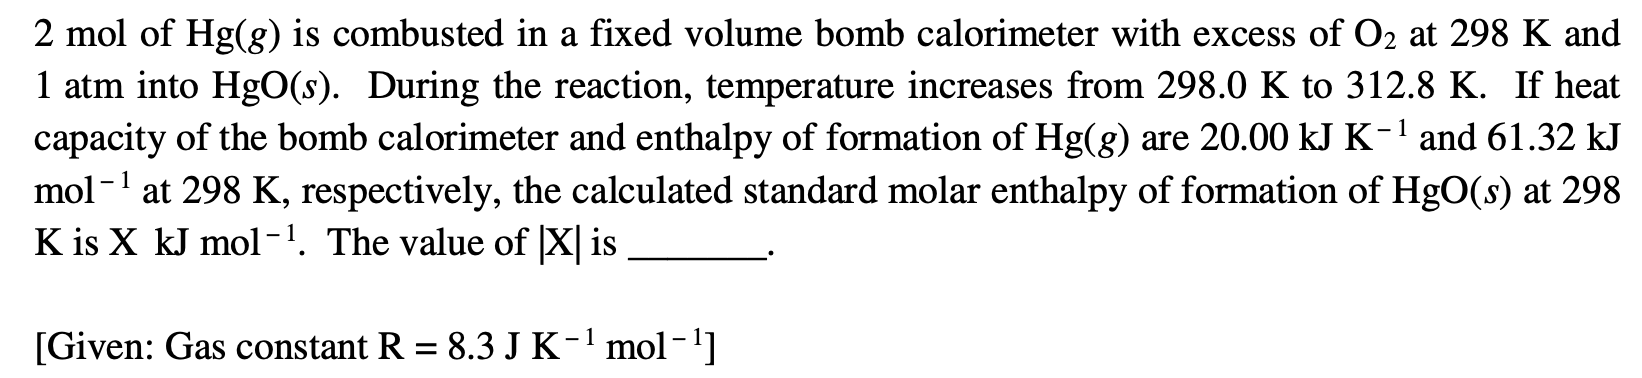 2 mol of Hg(g) is combusted in a fixed volume bomb calorimeter with excess of O₂ at 298 K and
1 atm into HgO(s). During the reaction, temperature increases from 298.0 K to 312.8 K. If heat
capacity of the bomb calorimeter and enthalpy of formation of Hg(g) are 20.00 kJ K⁻¹ and 61.32 kJ
mol⁻¹ at 298 K, respectively, the calculated standard molar enthalpy of formation of HgO(s) at 298
K is X kJ mol⁻¹. The value of |X| is _______.
[Given: Gas constant R = 8.3 J K⁻¹ mol⁻¹]